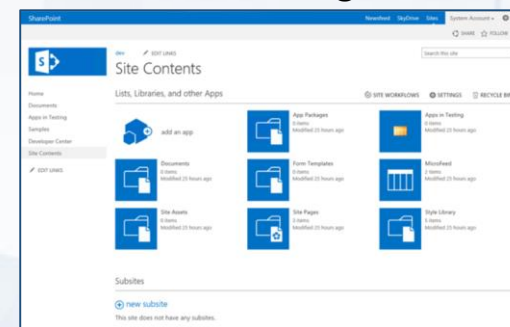 SharePoint
Newsfeed SkyDrive Sites System Account
SHARE FOLLOW
S
dev EDIT LINKS
Search this site
Site Contents
Home
Documents
Apps in Testing
Samples
Developer Center
Site Contents
EDIT LINKS
Lists, Libraries, and other Apps
SITE WORKFLOWS SETTINGS RECYCLE BIN
add an app
App Packages
0 items
Modified 25 hours ago
Apps in Testing
0 items
Modified 25 hours ago
Documents
0 items
Modified 25 hours ago
Form Templates
0 items
Modified 25 hours ago
MicroFeed
2 items
Modified 25 hours ago
Site Assets
0 items
Modified 25 hours ago
Site Pages
Modified 25 hours ago
Style Library
Modified 25 hours ago
Subsites
new subsite
This site does not have any subsites.